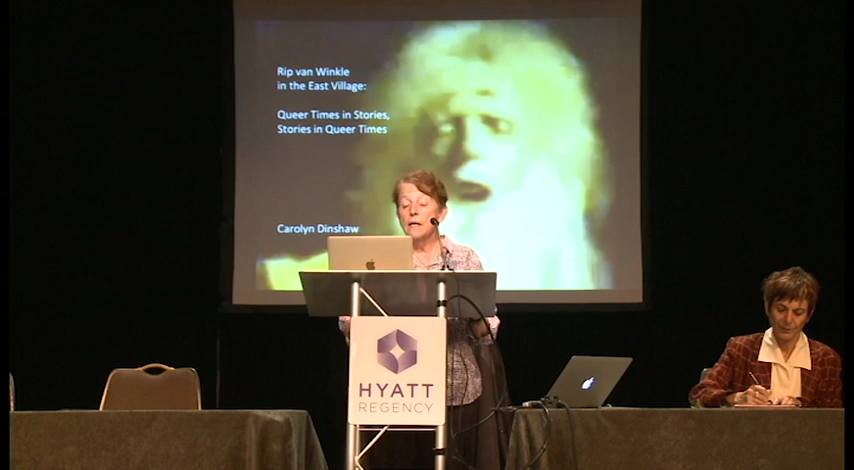 Rip van Winkle
in the East Village:
Queer Times in Stories,
Stories in Queer Times
Carolyn Dinshaw
HYATT
REGENCY